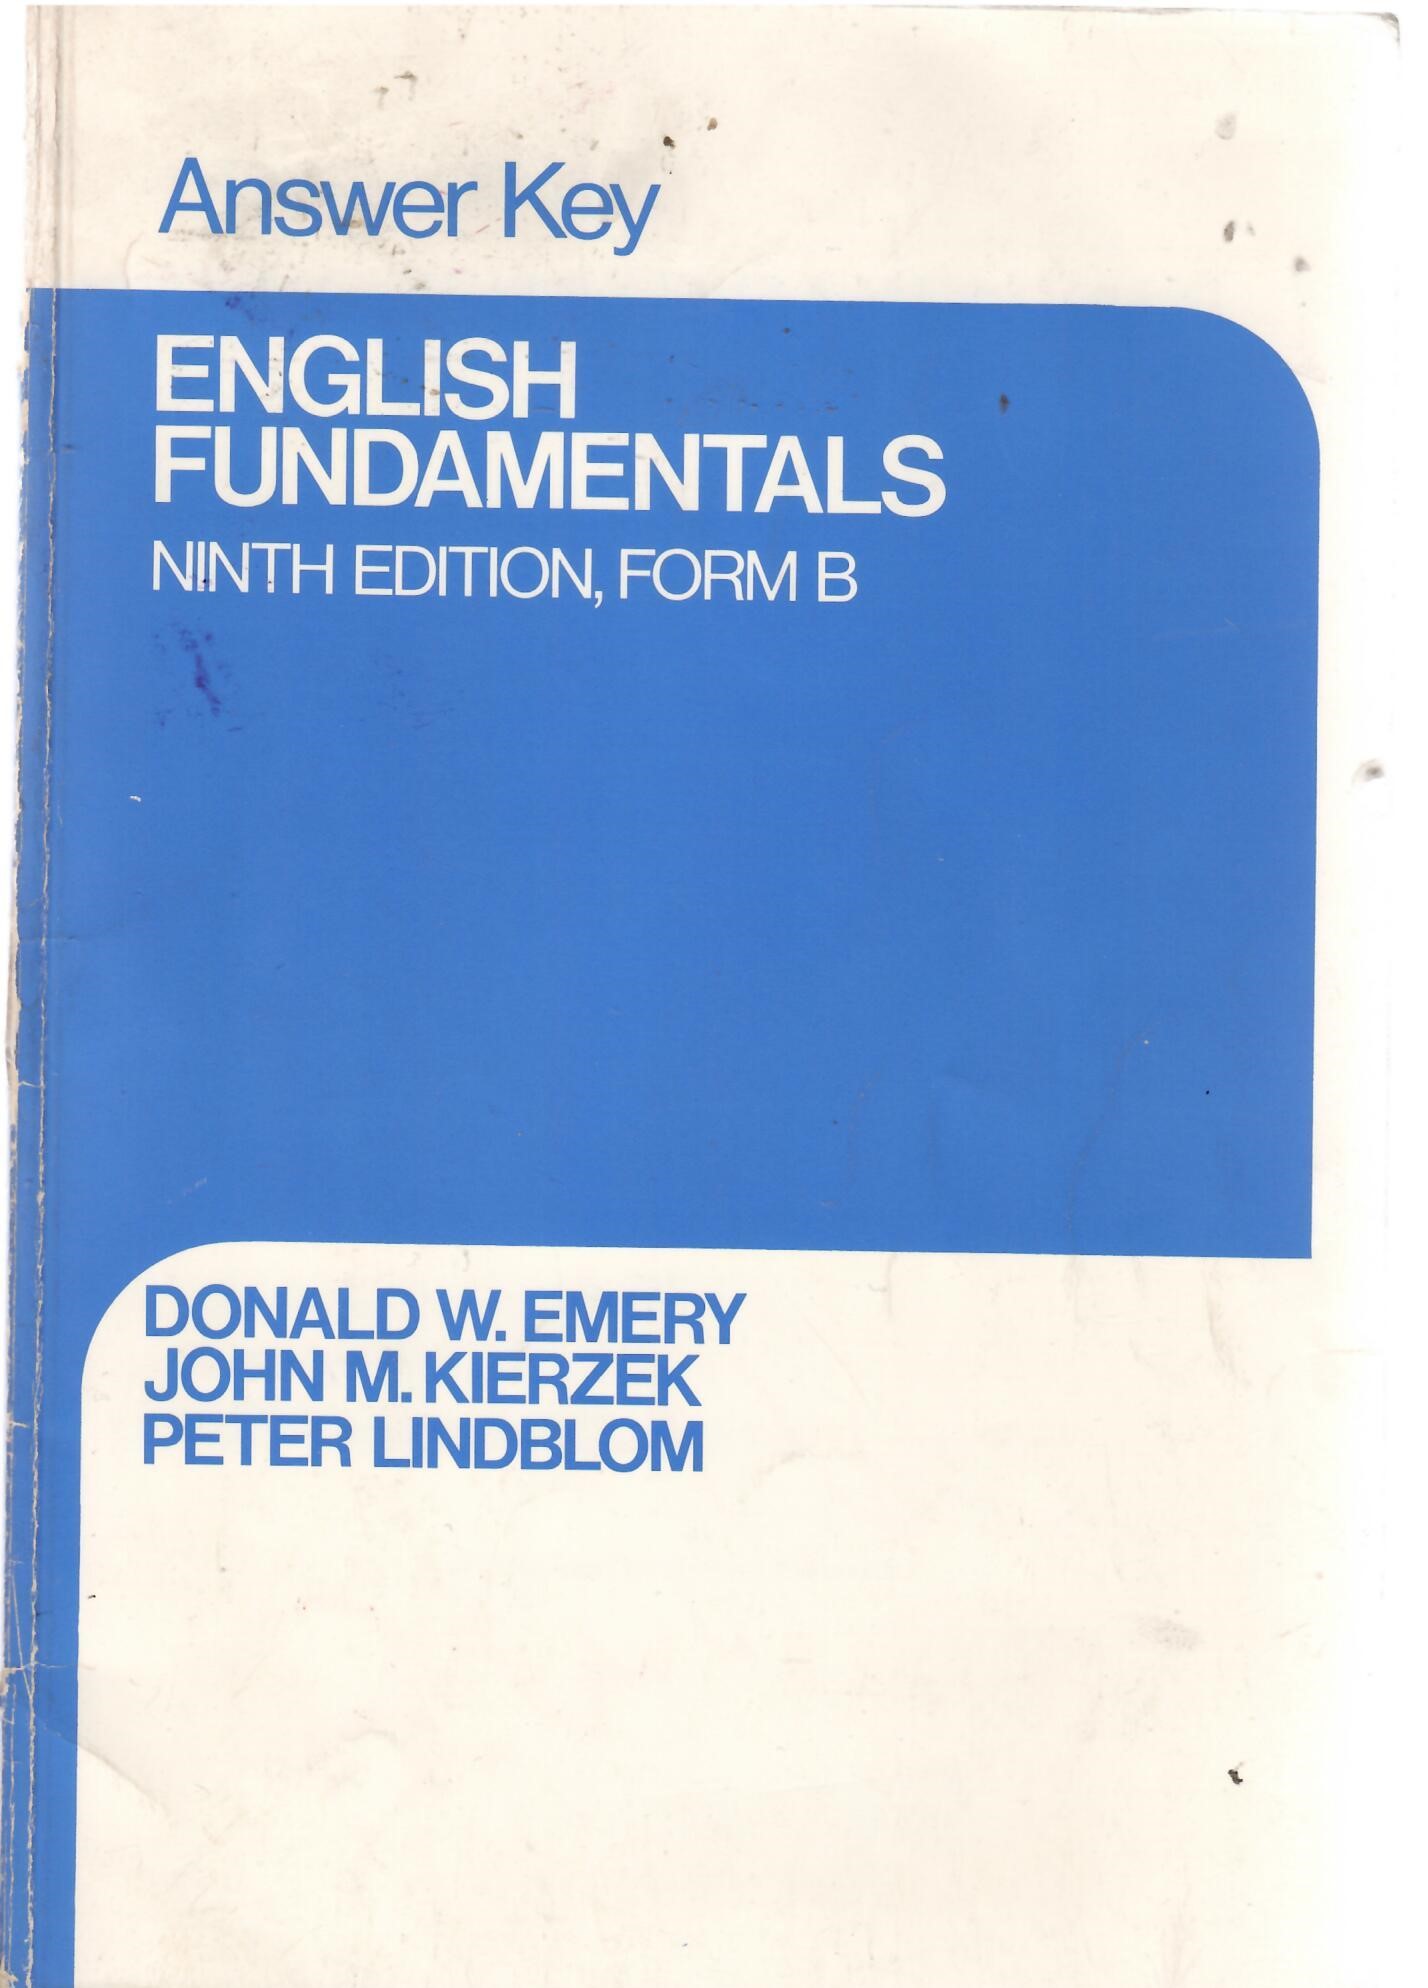 Answer Key
ENGLISH
FUNDAMENTALS
NINTH EDITION, FORM B
DONALD W. EMERY
JOHN M. KIERZEK
PETER LINDBLOM